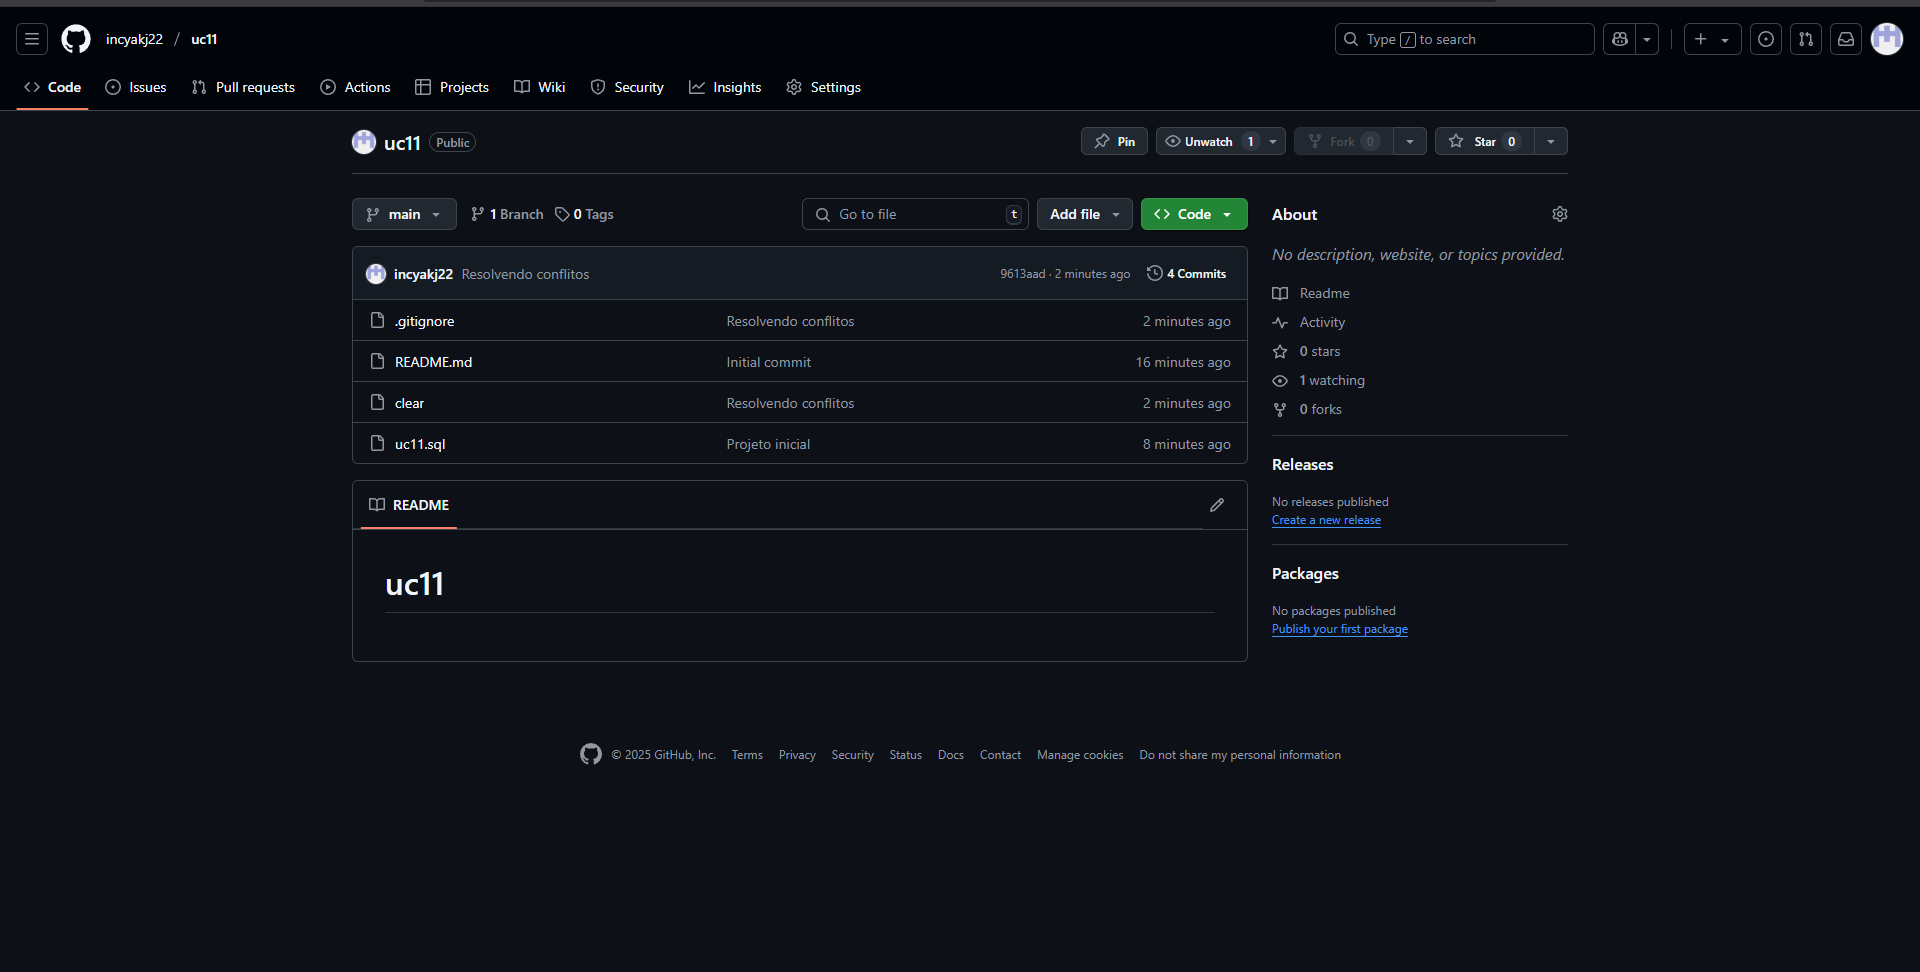 incyakj22 / uc11
Type / to search
Code Issues Pull requests Actions Projects Wiki Security Insights Settings
uc11 Public
Pin Unwatch 1 Fork 0 Star 0
main 1 Branch 0 Tags
Go to file t Add file Code
incyakj22 Resolvendo conflitos 9613aad · 2 minutes ago 4 Commits
.gitignore Resolvendo conflitos 2 minutes ago
README.md Initial commit 16 minutes ago
clear Resolvendo conflitos 2 minutes ago
uc11.sql Projeto inicial 8 minutes ago
README
uc11
About
No description, website, or topics provided.
Readme
Activity
0 stars
1 watching
0 forks
Releases
No releases published
Create a new release
Packages
No packages published
Publish your first package
© 2025 GitHub, Inc. Terms Privacy Security Status Docs Contact Manage cookies Do not share my personal information